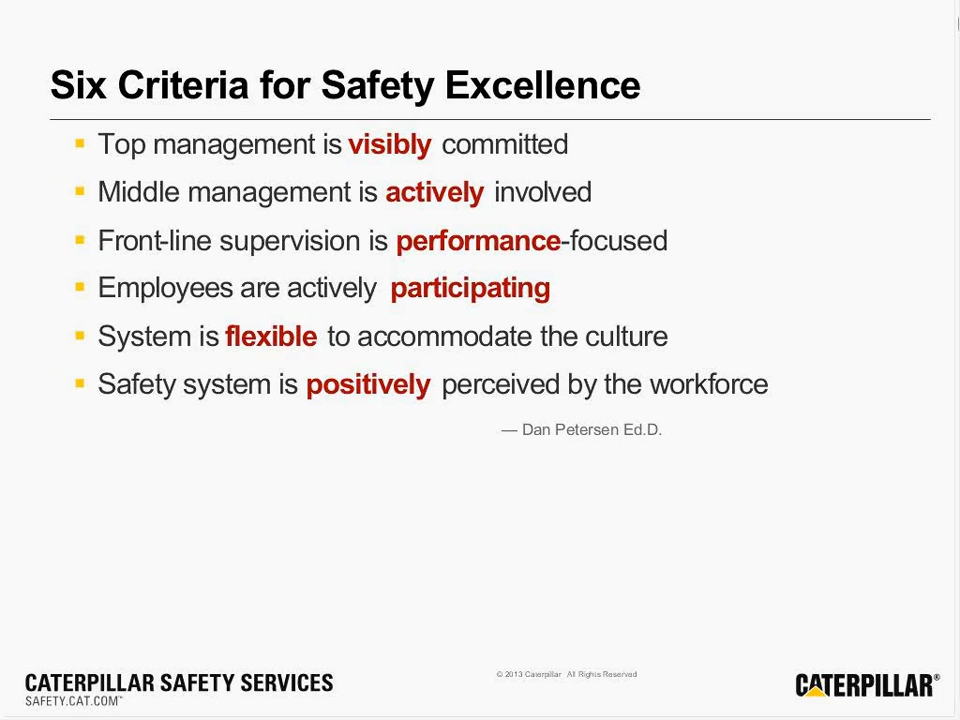 Six Criteria for Safety Excellence
Top management is visibly committed
Middle management is actively involved
Front-line supervision is performance-focused
Employees are actively participating
System is flexible to accommodate the culture
Safety system is positively perceived by the workforce
— Dan Petersen Ed.D.
CATERPILLAR SAFETY SERVICES
SAFETY.CAT.COM™
© 2013 Caterpillar All Rights Reserved
CATERPILLAR®